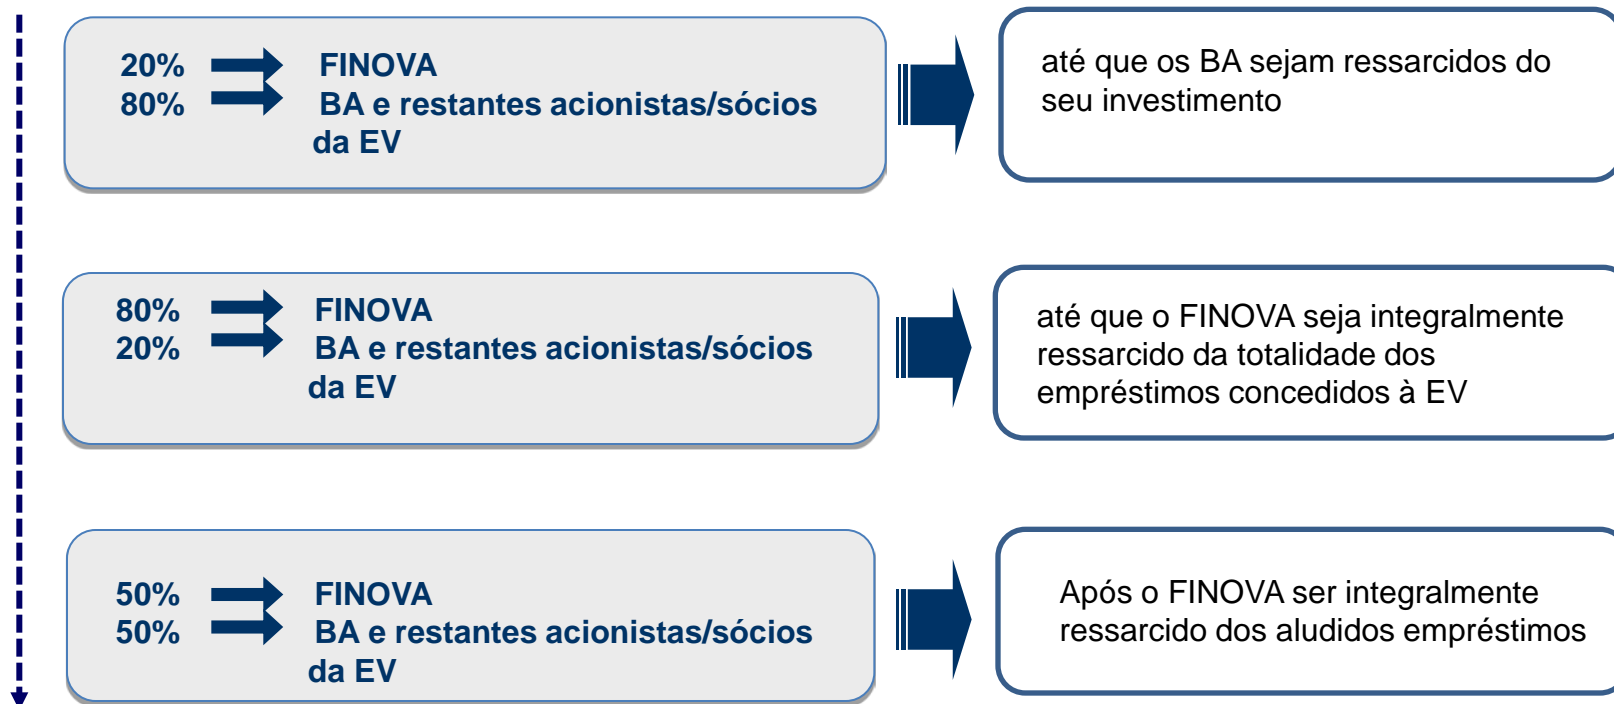 20% FINOVA
80% BA e restantes acionistas/sócios
da EV
até que os BA sejam ressarcidos do
seu investimento
80% FINOVA
20% BA e restantes acionistas/sócios
da EV
até que o FINOVA seja integralmente
ressarcido da totalidade dos
empréstimos concedidos à EV
50% FINOVA
50% BA e restantes acionistas/sócios
da EV
Após o FINOVA ser integralmente
ressarcido dos aludidos empréstimos